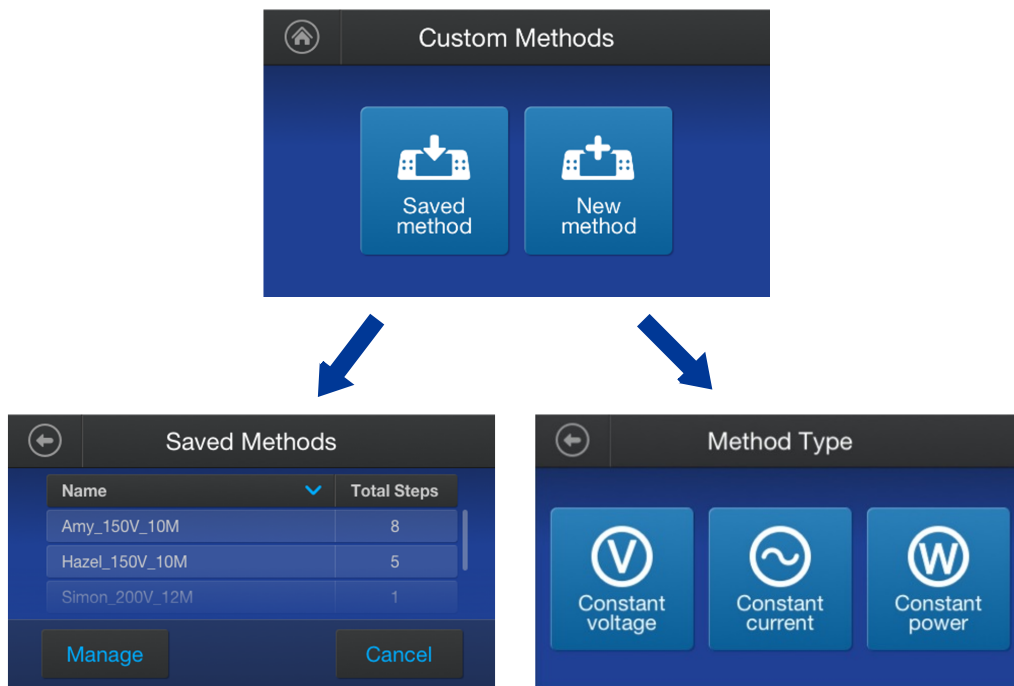 Custom Methods
Saved
method
New
method
Saved Methods
Name Total Steps
Amy_150V_10M 8
Hazel_150V_10M 5
Simon_200V_12M 1
Manage Cancel
Method Type
V
Constant
voltage
Constant
current
W
Constant
power